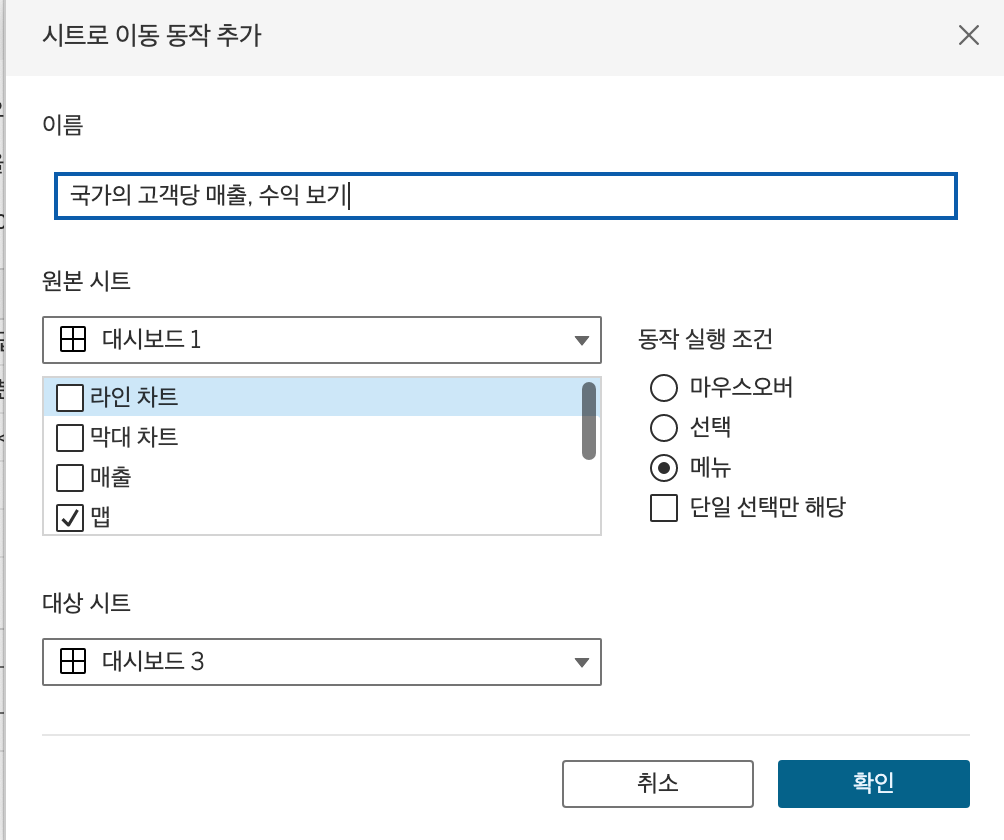 시트로 이동 동작 추가
이름
국가의 고객당 매출, 수익 보기
원본 시트
대시보드 1
라인 차트
막대 차트
매출
맵
동작 실행 조건
마우스오버
선택
메뉴
단일 선택만 해당
대상 시트
대시보드 3
취소
확인